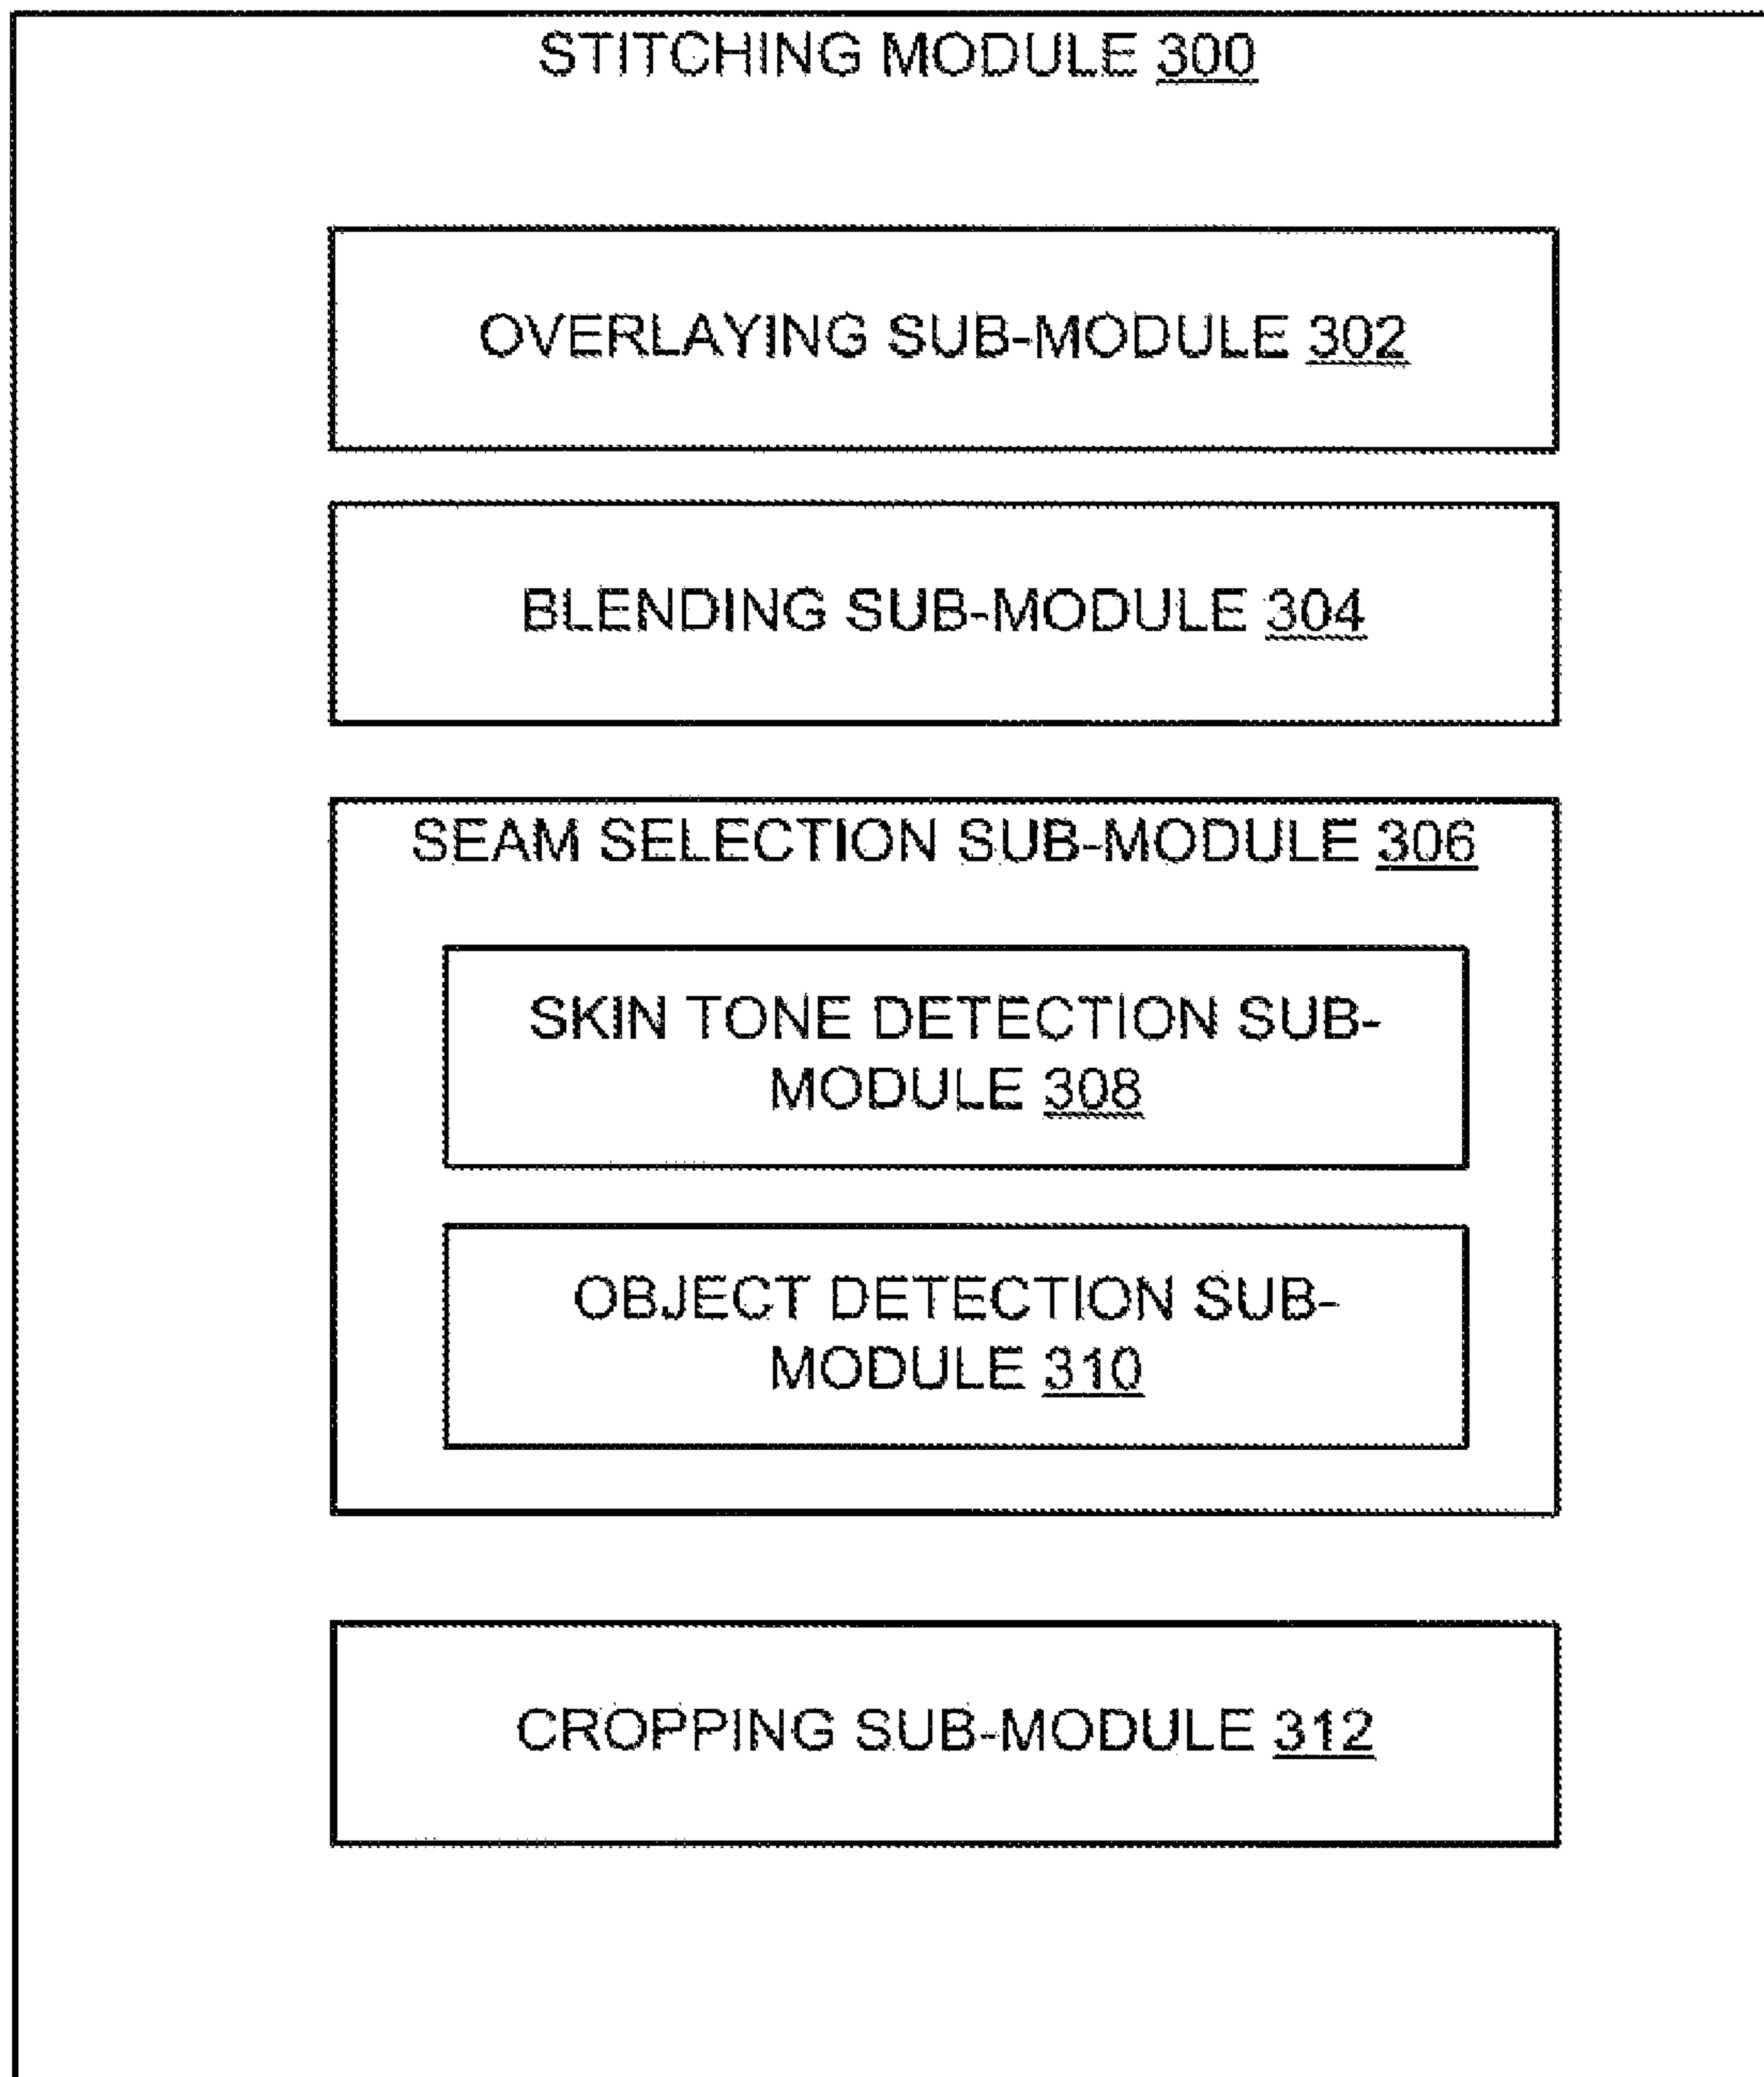 STITCHING MODULE 300
OVERLAYING SUB-MODULE 302
BLENDING SUB-MODULE 304
SEAM SELECTION SUB-MODULE 306
SKIN TONE DETECTION SUB-
MODULE 308
OBJECT DETECTION SUB-
MODULE 310
CROPPING SUB-MODULE 312